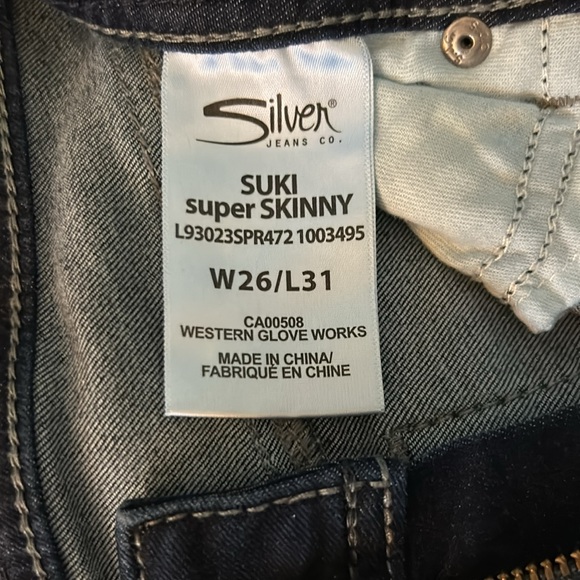 Silver®
JEANS CO.
SUKI
super SKINNY
L93023SPR472 1003495
W26/L31
CA00508
WESTERN GLOVE WORKS
MADE IN CHINA/
FABRIQUÉ EN CHINE